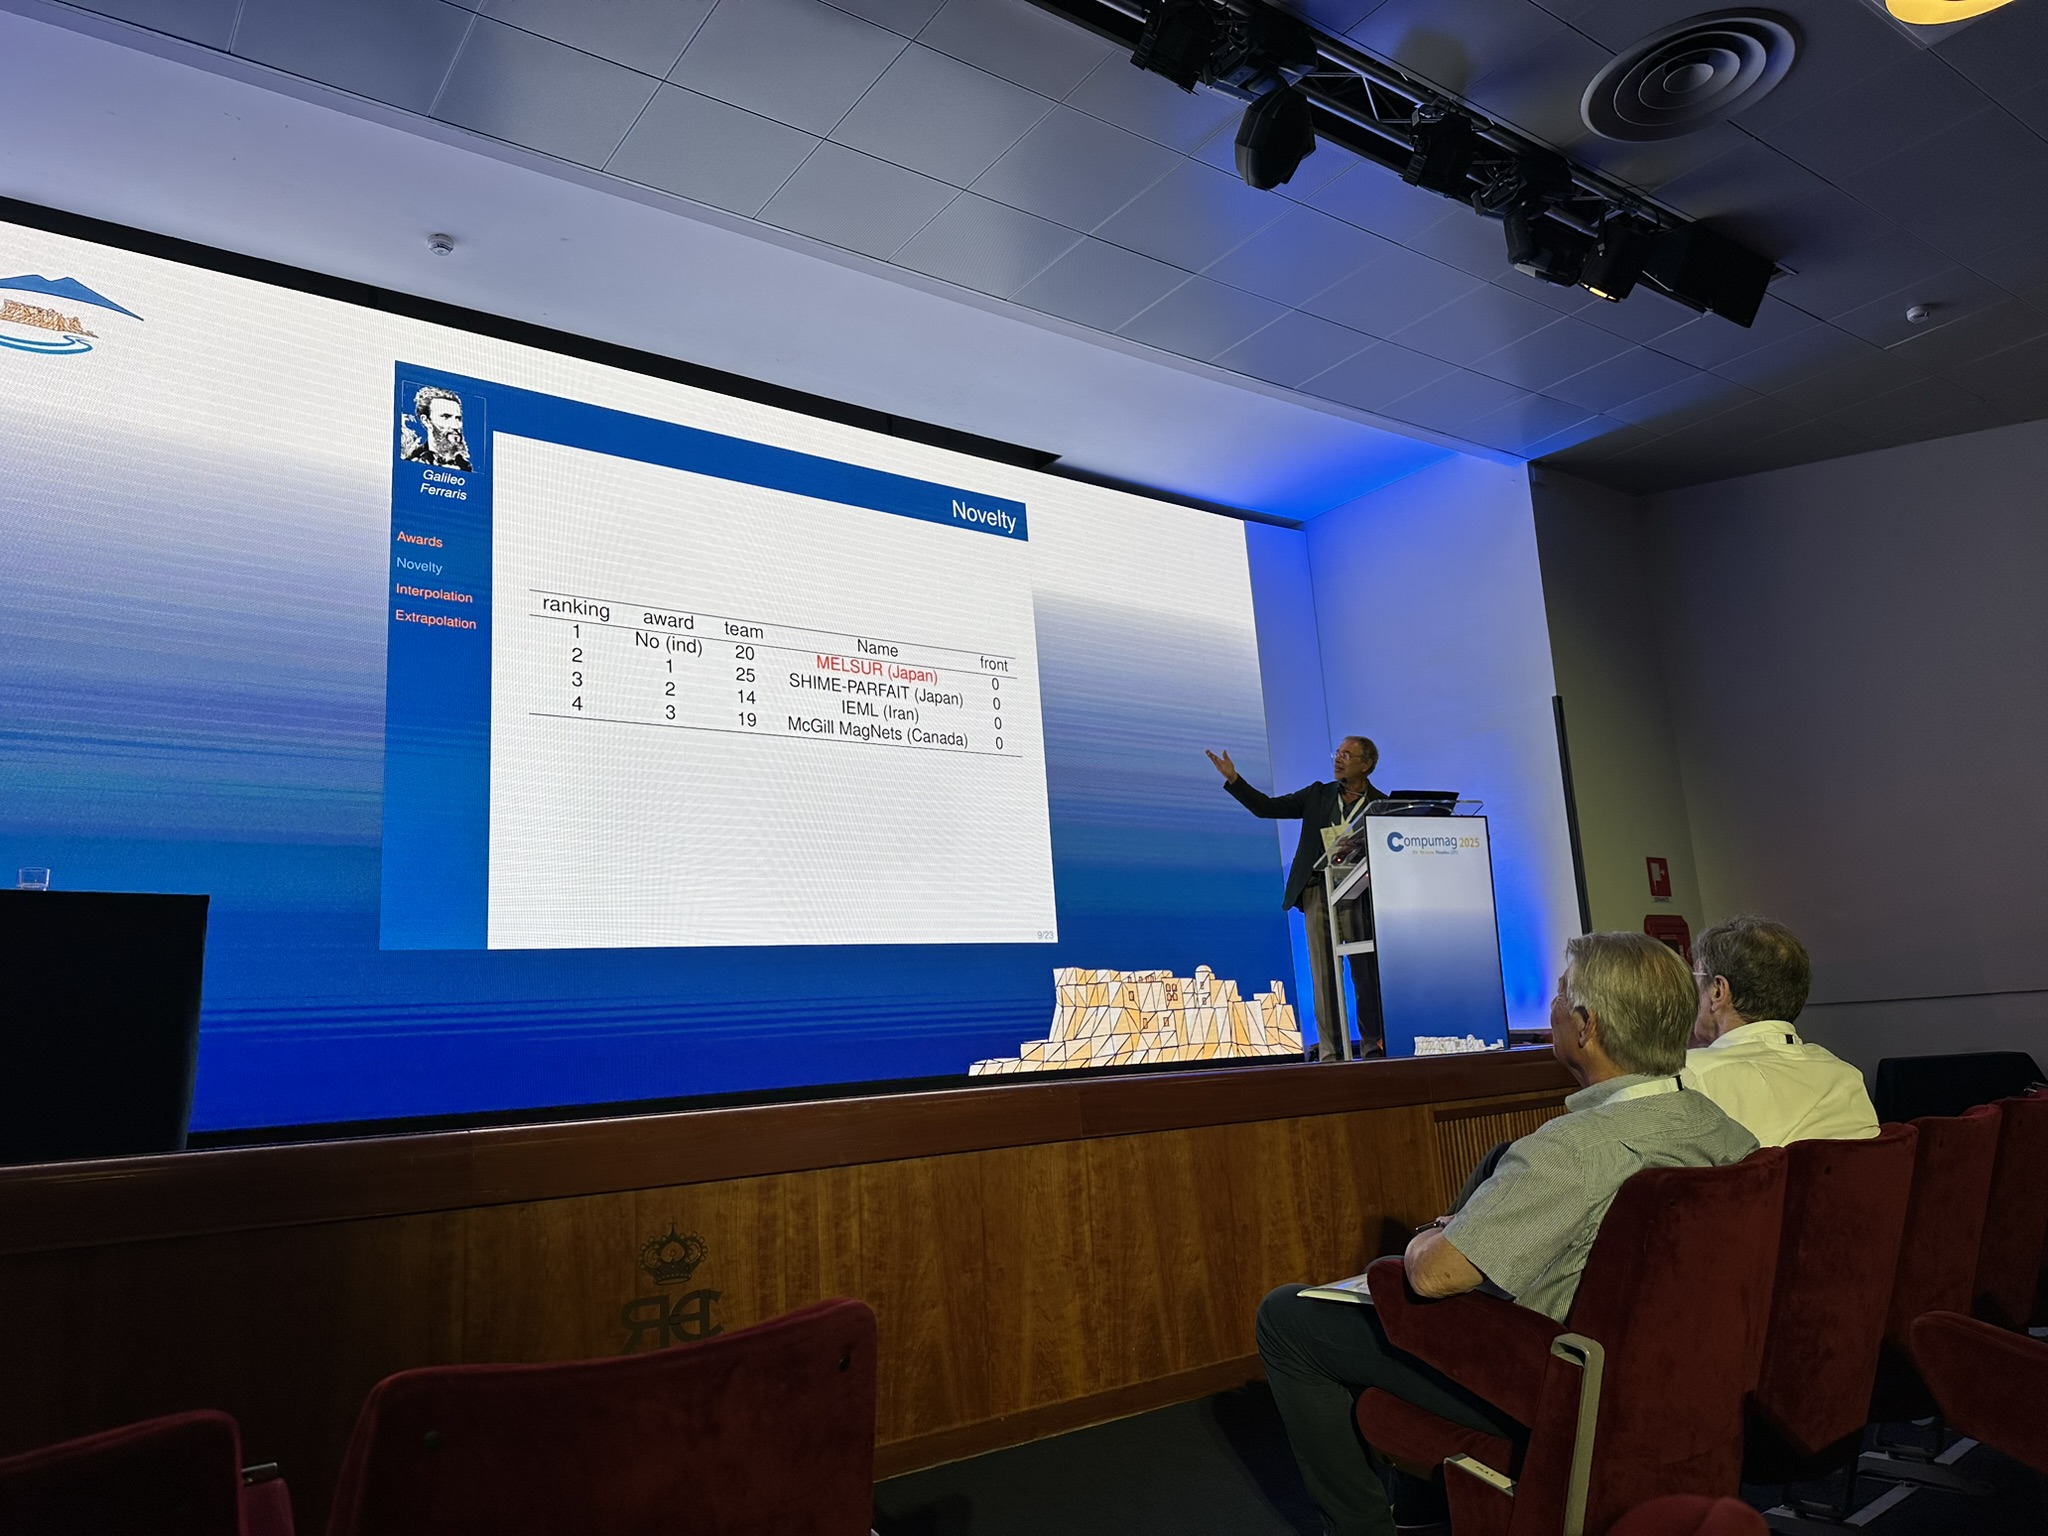 Galileo
Ferraris
Awards
Novelty
Interpolation
Extrapolation
Novelty
ranking award team Name front
1 No (ind) 20 MELSUR (Japan) 0
2 1 25 SHIME-PARFAIT (Japan) 0
3 2 14 IEML (Iran) 0
4 3 19 McGill MagNets (Canada) 0
9/23
Compumag 2025